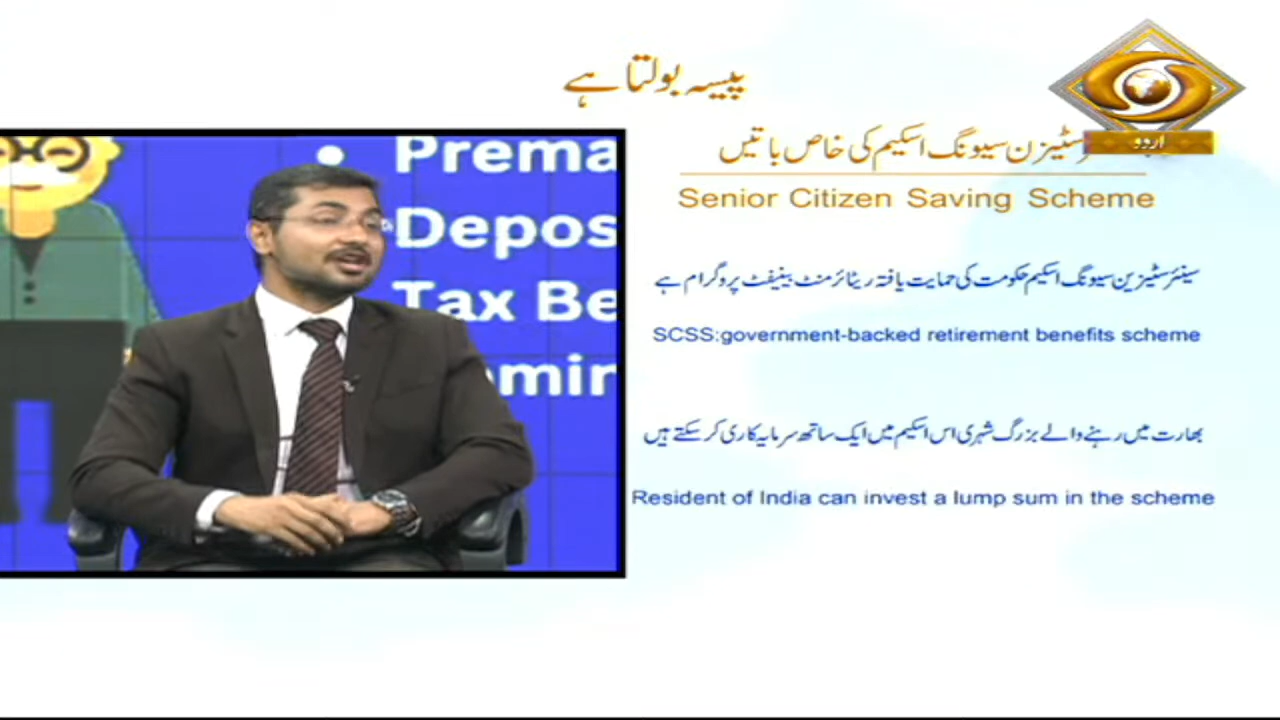 پیسہ بولتا ہے
اردو
سٹیزن سیونگ اسکیم کی خاص باتیں
Senior Citizen Saving Scheme
سینئر سٹیزین سیونگ اسکیم حکومت کی حمایت یافتہ ریٹائرمنٹ بینیفٹ پروگرام ہے
SCSS:government-backed retirement benefits scheme
بھارت میں رہنے والے بزرگ شہری اس اسکیم میں ایک ساتھ سرمایہ کاری کر سکتے ہیں
Resident of India can invest a lump sum in the scheme
• Prema
Depos
Tax Be
omin